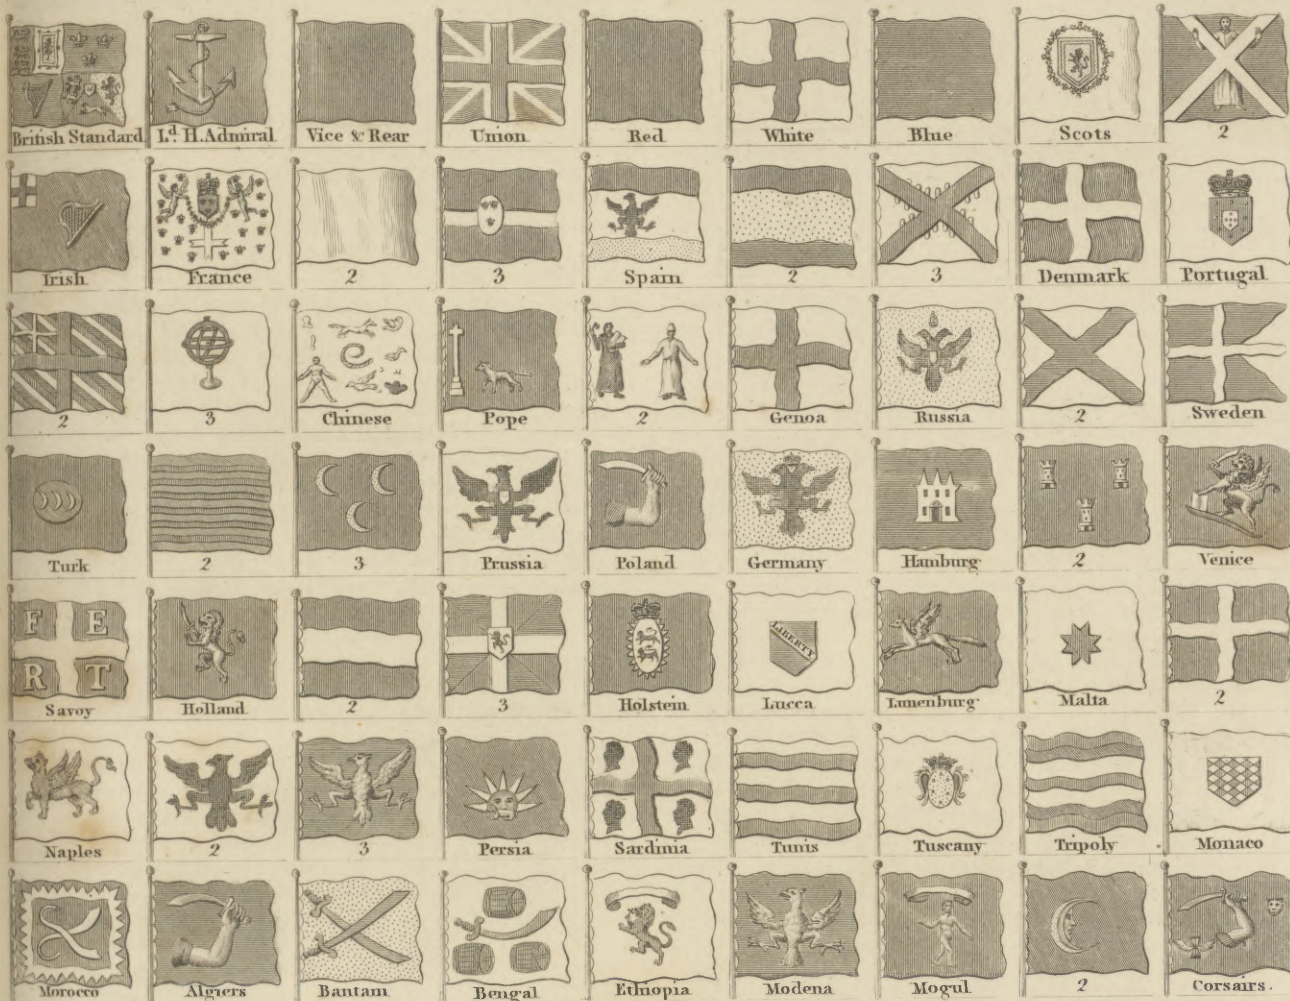 British Standard
Ld. H. Admiral
Vice & Rear
Union
Red
White
Blue
Scots
2
Irish
France
2
3
Spain
2
3
Denmark
Portugal
2
3
Chinese
Pope
2
Genoa
Russia
2
Sweden
Turk
2
3
Prussia
Poland
Germany
Hamburg
2
Venice
F E
R T
Savoy
Holland
2
3
Holstein
LIBERTY
Lucca
Lunenburg
Malta
2
Naples
2
3
Persia
Sardinia
Tunis
Tuscany
Tripoly
Monaco
Morocco
Algiers
Bantam
Bengal
Ethiopia
Modena
Mogul
2
Corsairs.